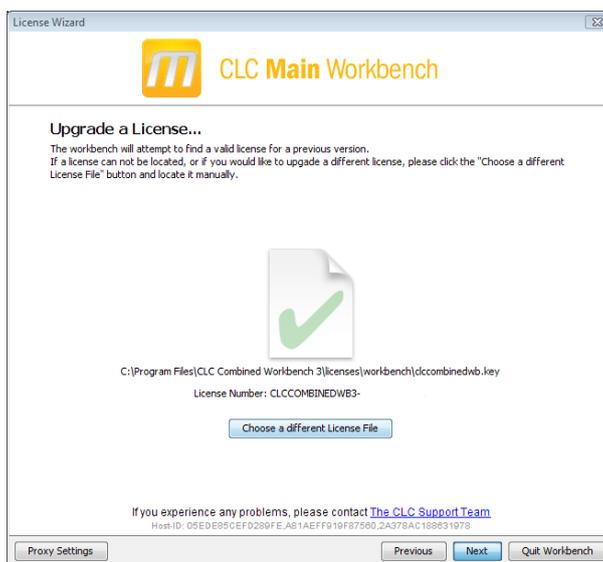 License Wizard
CLC Main Workbench
Upgrade a License...
The workbench will attempt to find a valid license for a previous version.
If a license can not be located, or if you would like to upgade a different license, please click the "Choose a different
License File" button and locate it manually.
C:\Program Files\CLC Combined Workbench 3\licenses\workbench\clccombinedwb.key
License Number: CLCCOMBINEDWB3-
Choose a different License File
If you experience any problems, please contact The CLC Support Team
Host-ID: 05EDE85CEFD289FE,A81AEFF919F87560,2A378AC188631978
Proxy Settings Previous Next Quit Workbench